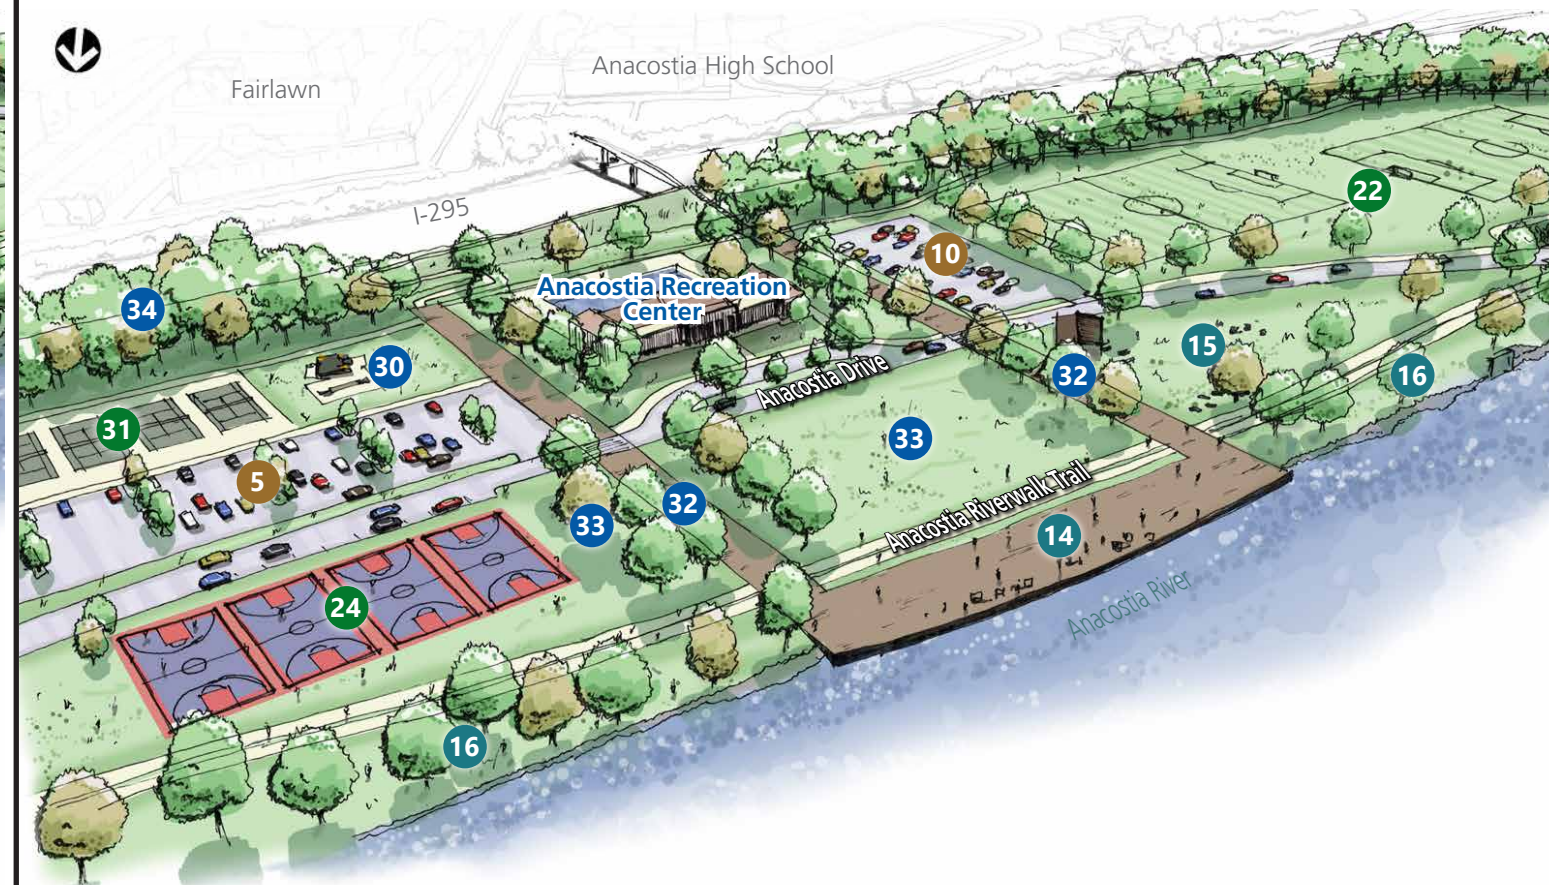 Fairlawn
Anacostia High School
I-295
22
10
Anacostia Recreation
Center
34
30
15
32
16
Anacostia Drive
31
33
5
32
33
Anacostia Riverwalk Trail
14
24
Anacostia River
16